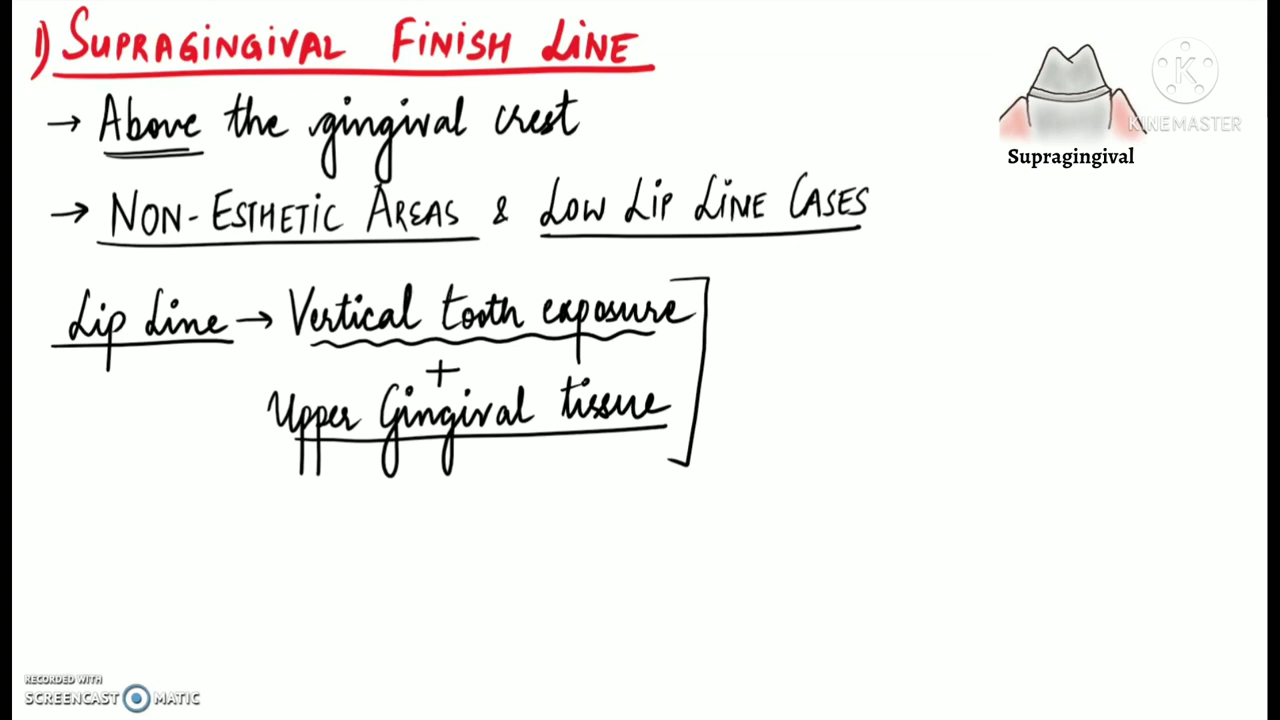 1) SUPRAGINGIVAL FINISH LINE
→ Above the gingival crest
→ NON-ESTHETIC AREAS & LOW LIP LINE CASES
Lip Line → Vertical tooth exposure
+
Upper Gingival tissue
K
KINEMASTER
Supragingival
RECORDED WITH
SCREENCAST MATIC